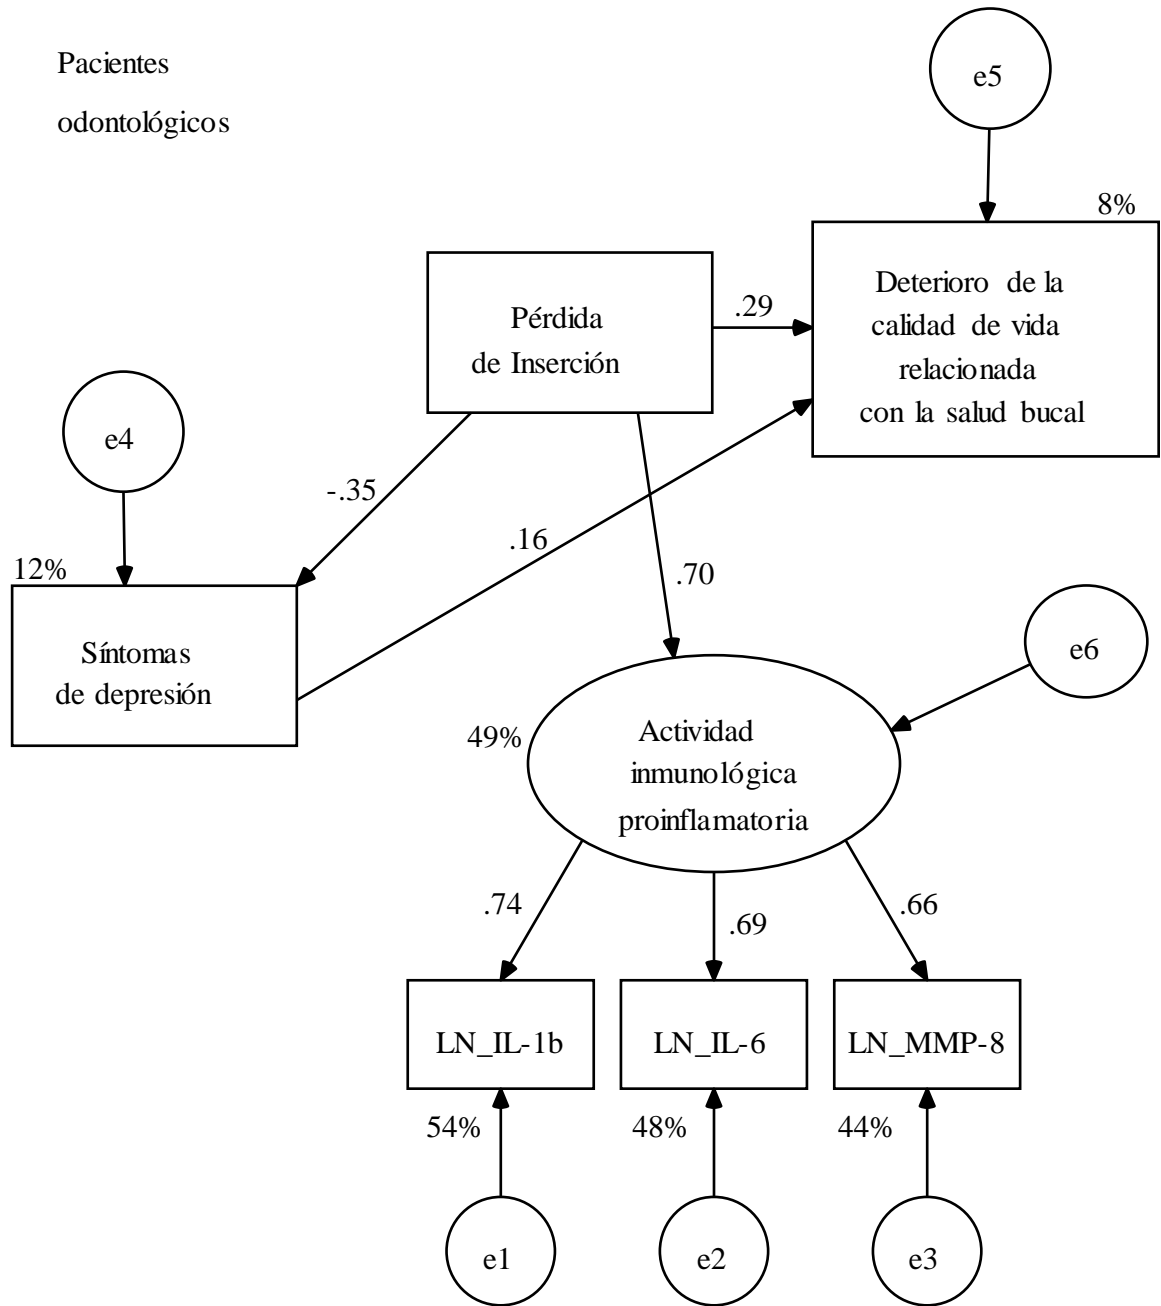 Pacientes
odontológicos
e5
8%
Pérdida
de Inserción
.29
Deterioro de la
calidad de vida
relacionada
con la salud bucal
e4
-.35
.16
.70
12%
Síntomas
de depresión
e6
49%
Actividad
inmunológica
proinflamatoria
.74
.69
.66
LN_IL-1b
LN_IL-6
LN_MMP-8
54%
48%
44%
e1
e2
e3